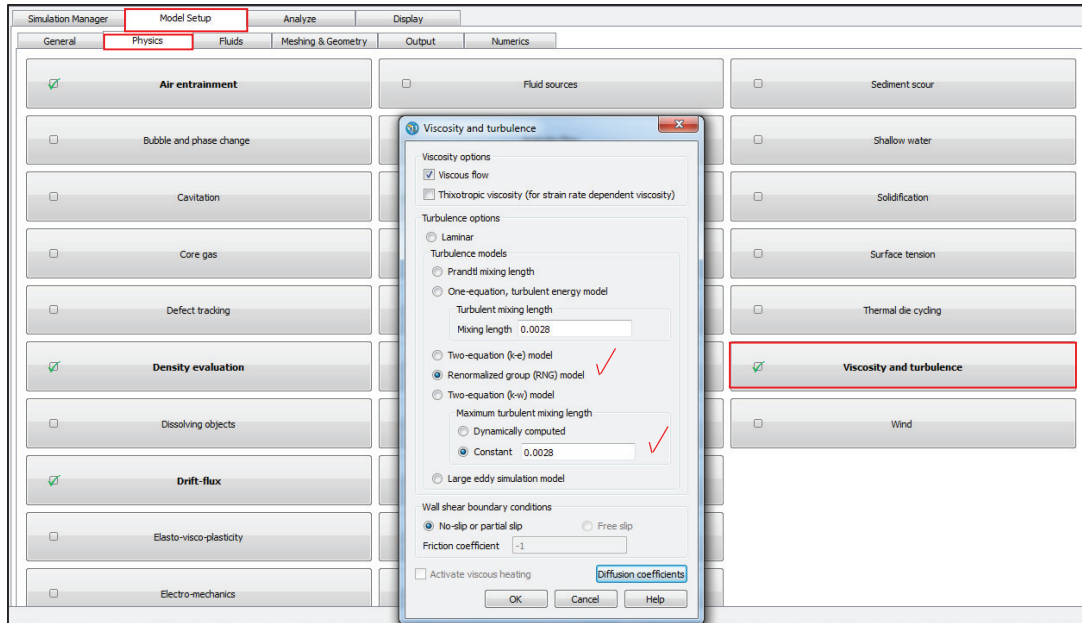 Simulation Manager
Model Setup
Analyze
Display
General
Physics
Fluids
Meshing & Geometry
Output
Numerics
Air entrainment
Fluid sources
Sediment scour
Bubble and phase change
Shallow water
Cavitation
Solidification
Core gas
Surface tension
Defect tracking
Thermal die cycling
Density evaluation
Viscosity and turbulence
Dissolving objects
Wind
Drift-flux
Elasto-visco-plasticity
Electro-mechanics
Viscosity and turbulence
Viscosity options
Viscous flow
Thixotropic viscosity (for strain rate dependent viscosity)
Turbulence options
Laminar
Turbulence models
Prandtl mixing length
One-equation, turbulent energy model
Turbulent mixing length
Mixing length 0.0028
Two-equation (k-e) model
Renormalized group (RNG) model
Two-equation (k-w) model
Maximum turbulent mixing length
Dynamically computed
Constant 0.0028
Large eddy simulation model
Wall shear boundary conditions
No-slip or partial slip
Free slip
Friction coefficient -1
Activate viscous heating
Diffusion coefficients
OK
Cancel
Help